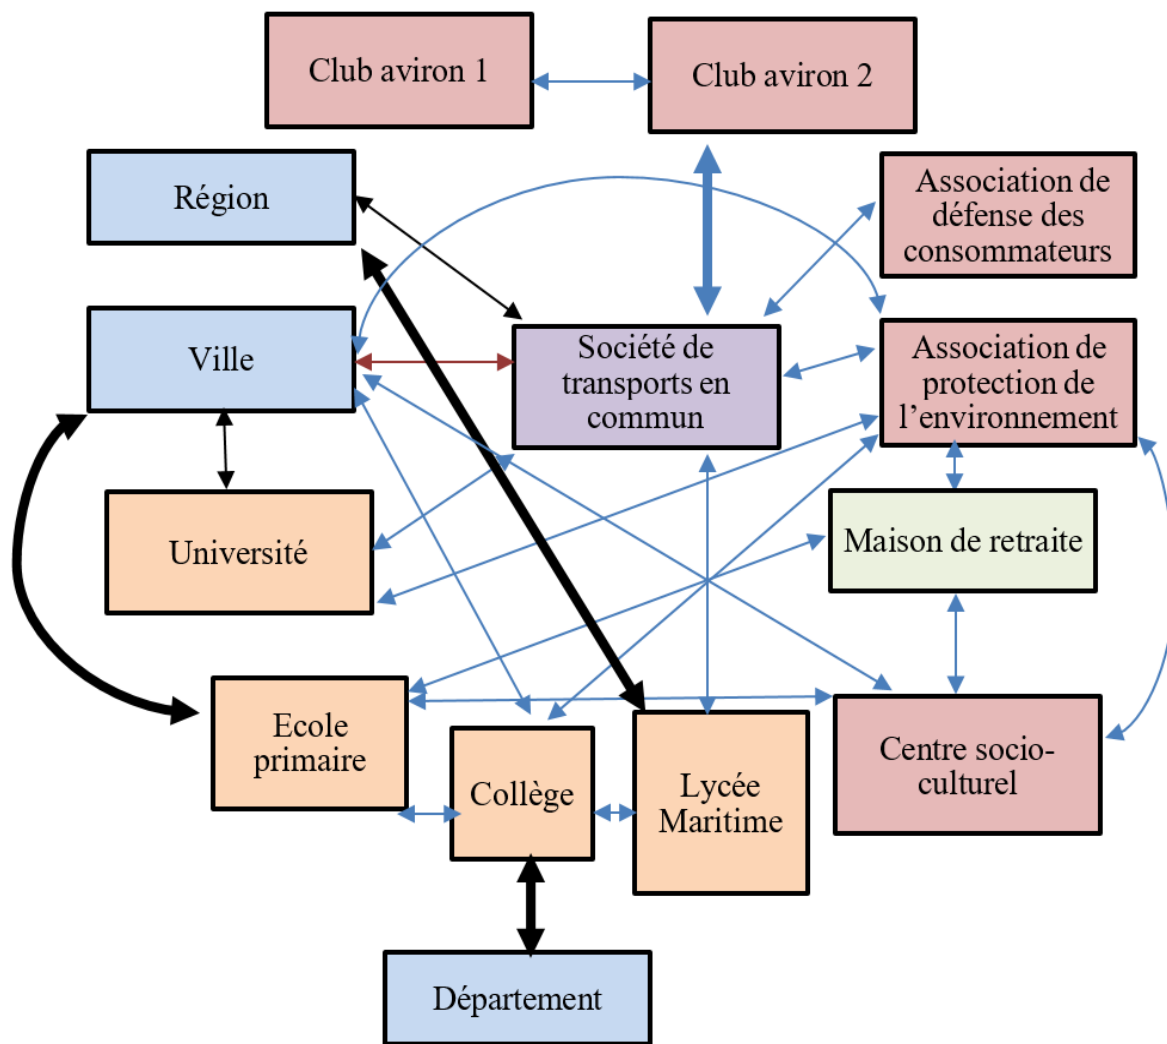 Club aviron 1
Club aviron 2
Région
Association de
défense des
consommateurs
Ville
Société de
transports en
commun
Association de
protection de
l’environnement
Université
Maison de retraite
Ecole
primaire
Collège
Lycée
Maritime
Centre socio-
culturel
Département